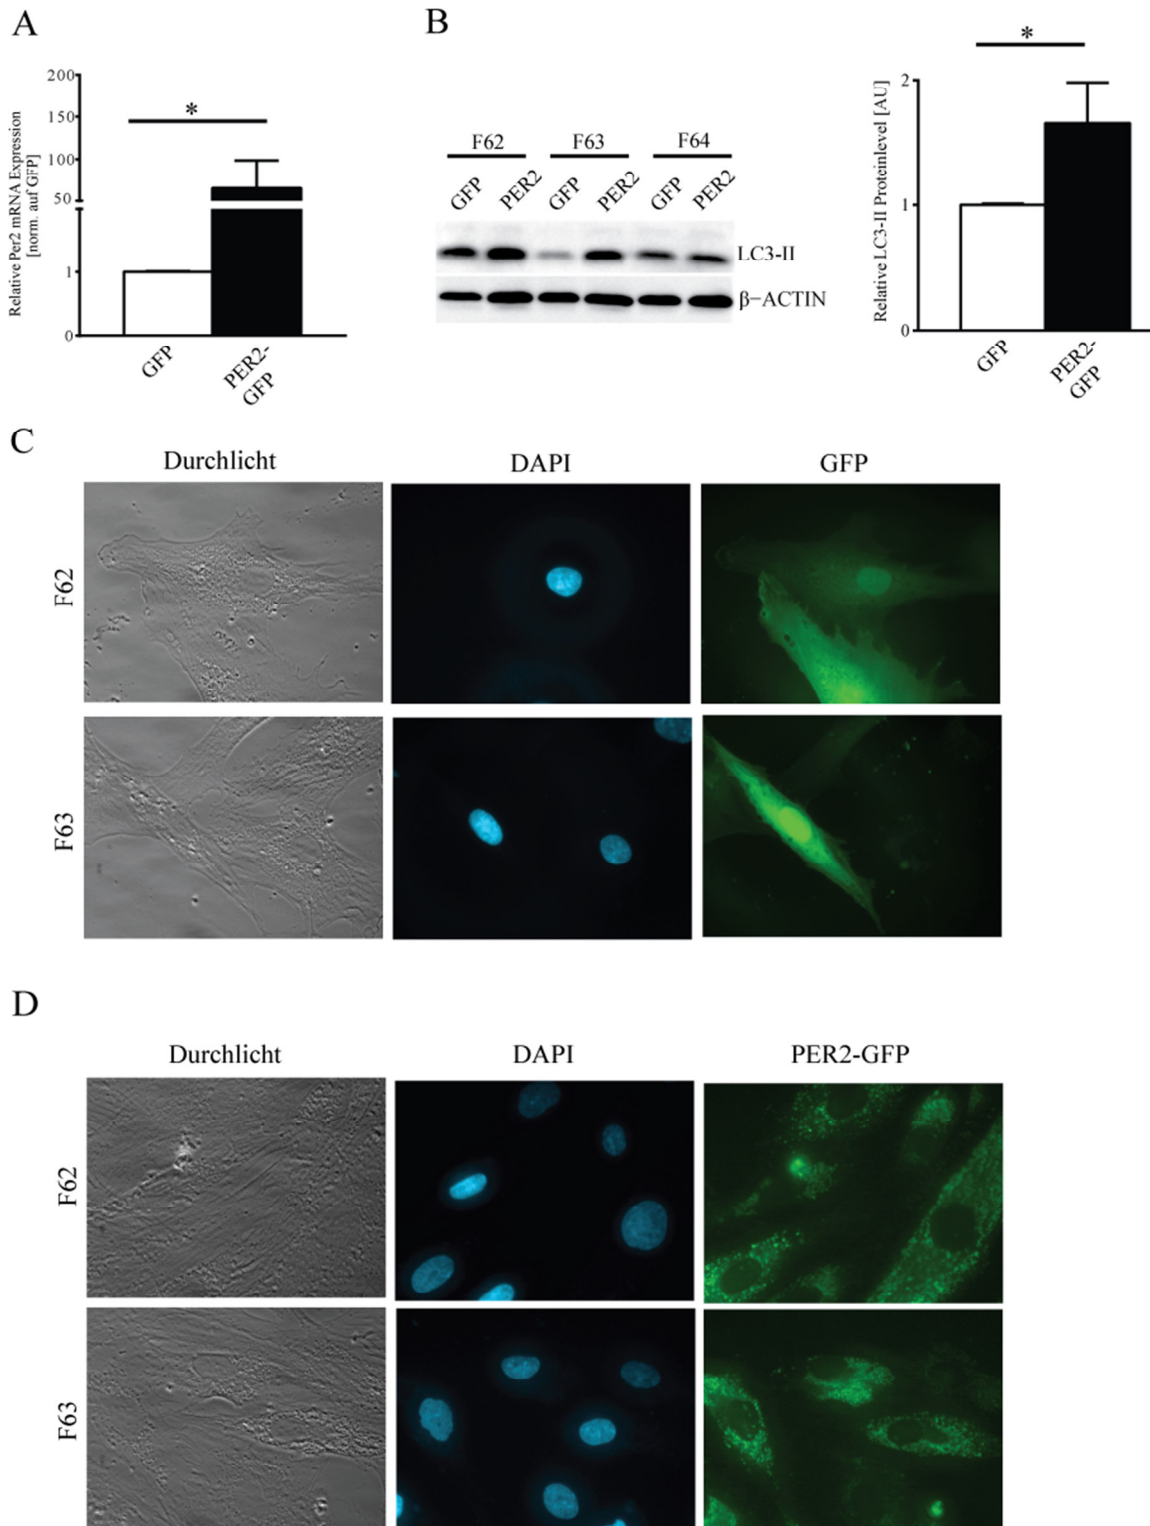 A
Relative Per2 mRNA Expression
[norm. auf GFP]
200
150
100
50
1
0
*
GFP
PER2-
GFP
B
F62
F63
F64
GFP
PER2
GFP
PER2
GFP
PER2
LC3-II
β−ACTIN
Relative LC3-II Proteinlevel [AU]
2
1
0
*
GFP
PER2-
GFP
C
Durchlicht
DAPI
GFP
F62
F63
D
Durchlicht
DAPI
PER2-GFP
F62
F63